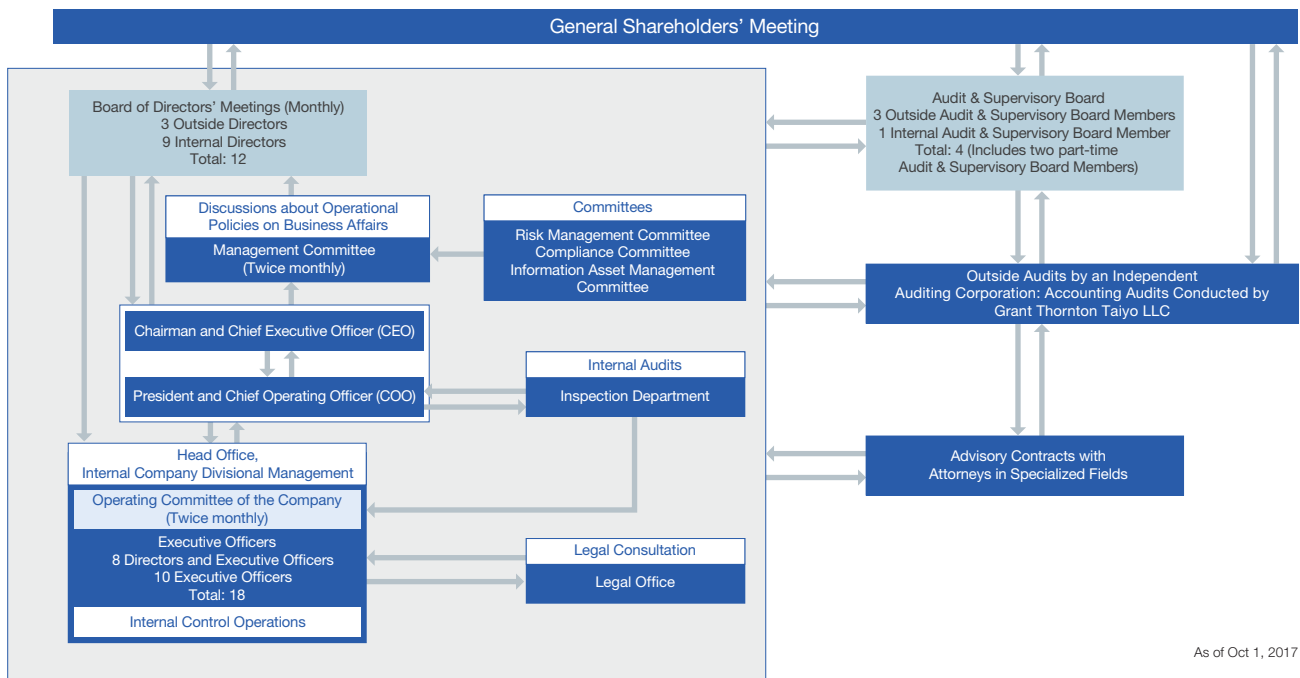 General Shareholders’ Meeting
Board of Directors’ Meetings (Monthly)
3 Outside Directors
9 Internal Directors
Total: 12
Audit & Supervisory Board
3 Outside Audit & Supervisory Board Members
1 Internal Audit & Supervisory Board Member
Total: 4 (Includes two part-time
Audit & Supervisory Board Members)
Discussions about Operational
Policies on Business Affairs
Management Committee
(Twice monthly)
Committees
Risk Management Committee
Compliance Committee
Information Asset Management
Committee
Outside Audits by an Independent
Auditing Corporation: Accounting Audits Conducted by
Grant Thornton Taiyo LLC
Chairman and Chief Executive Officer (CEO)
President and Chief Operating Officer (COO)
Internal Audits
Inspection Department
Head Office,
Internal Company Divisional Management
Operating Committee of the Company
(Twice monthly)
Executive Officers
8 Directors and Executive Officers
10 Executive Officers
Total: 18
Internal Control Operations
Advisory Contracts with
Attorneys in Specialized Fields
Legal Consultation
Legal Office
As of Oct 1, 2017